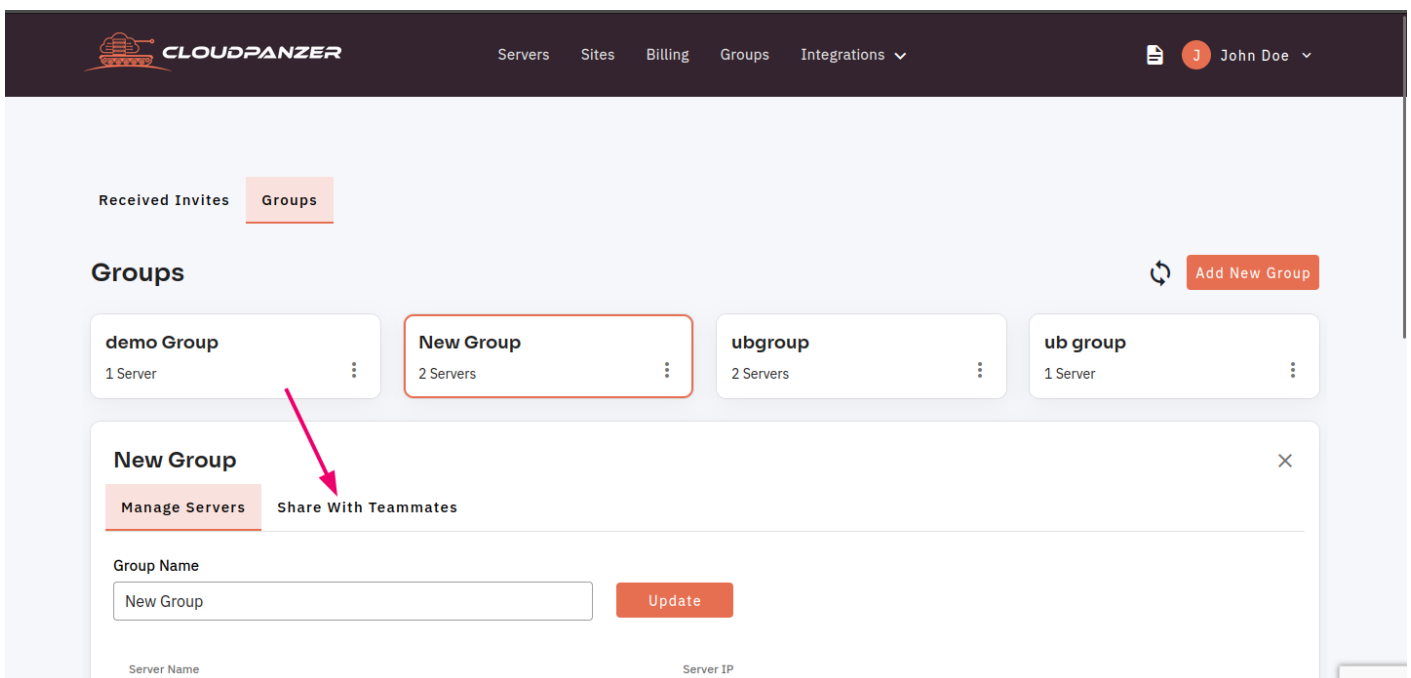 CLOUDPANZER Servers Sites Billing Groups Integrations J John Doe
Received Invites Groups
Groups Add New Group
demo Group New Group ubgroup ub group
1 Server 2 Servers 2 Servers 1 Server
New Group
Manage Servers Share With Teammates
Group Name
New Group Update
Server Name Server IP